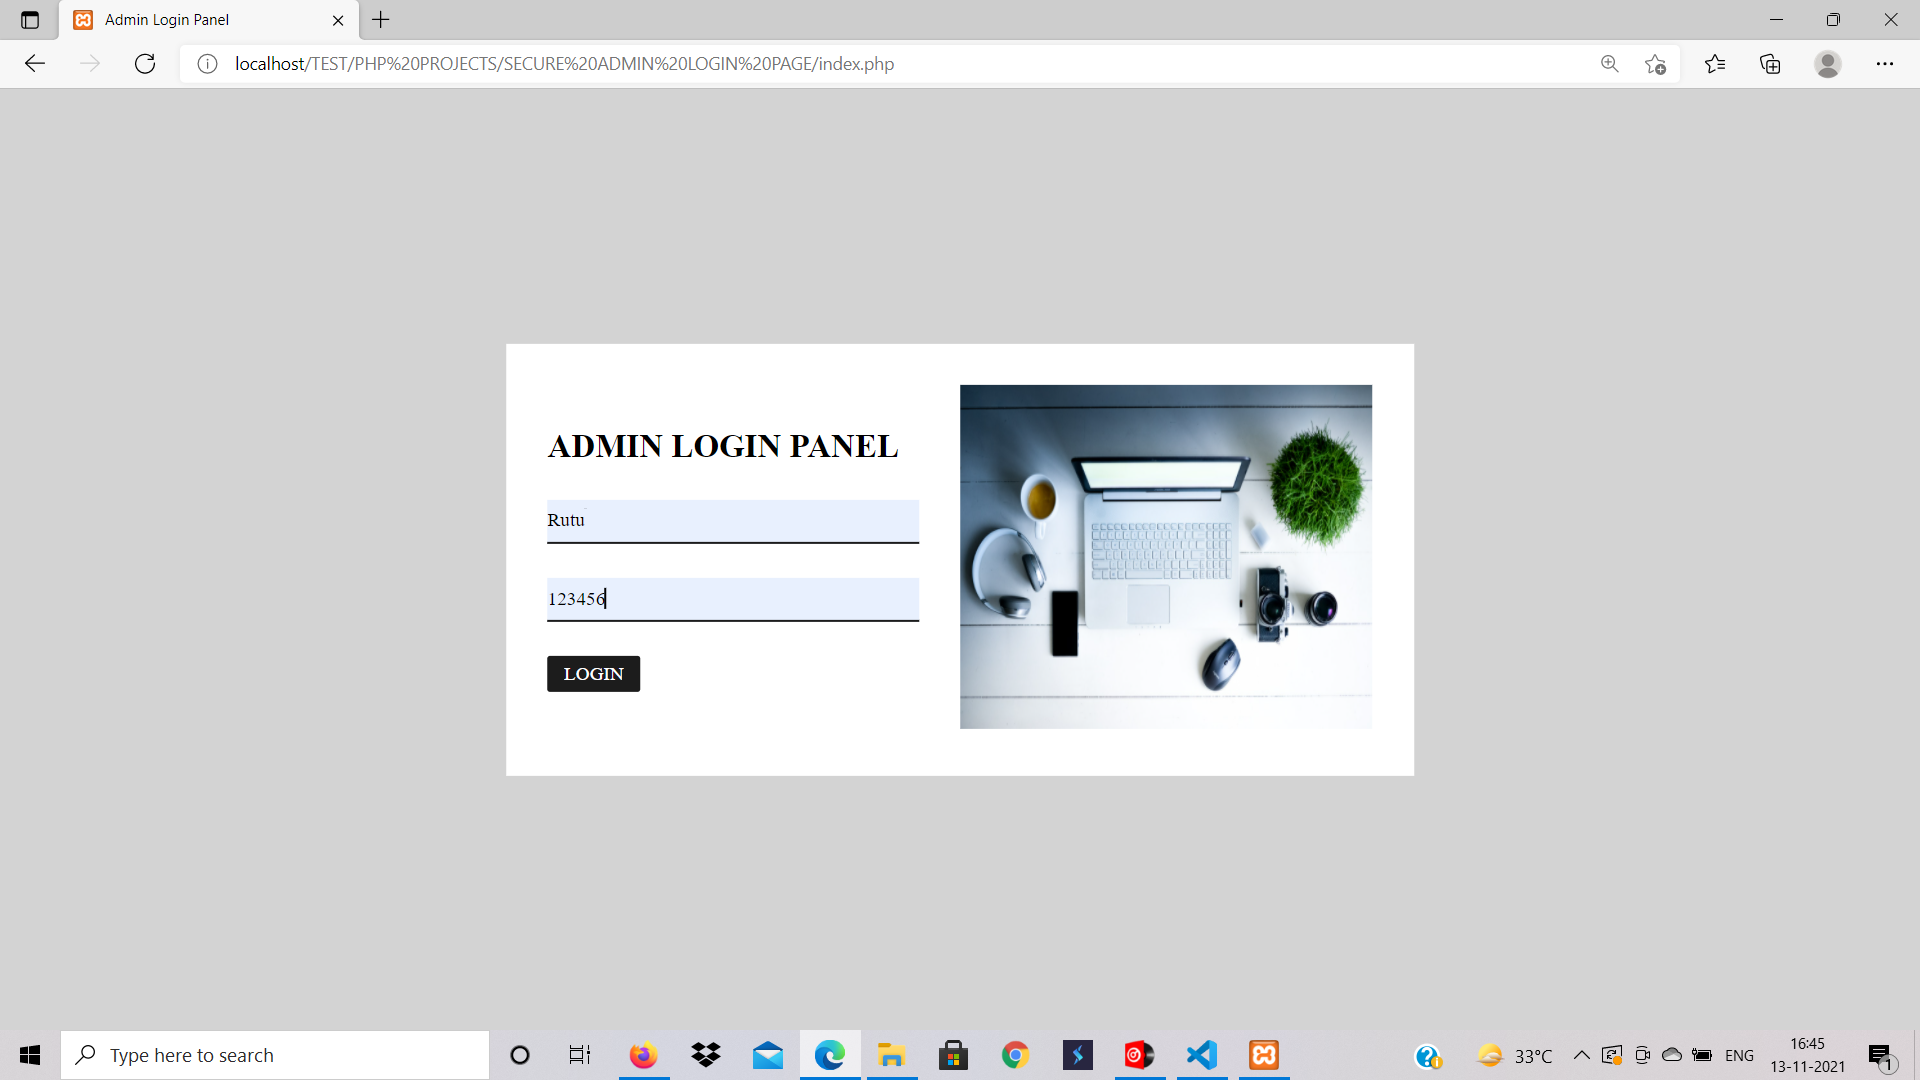 Admin Login Panel
localhost/TEST/PHP%20PROJECTS/SECURE%20ADMIN%20LOGIN%20PAGE/index.php
ADMIN LOGIN PANEL
Rutu
123456
LOGIN
Type here to search
33°C
ENG
16:45
13-11-2021
1